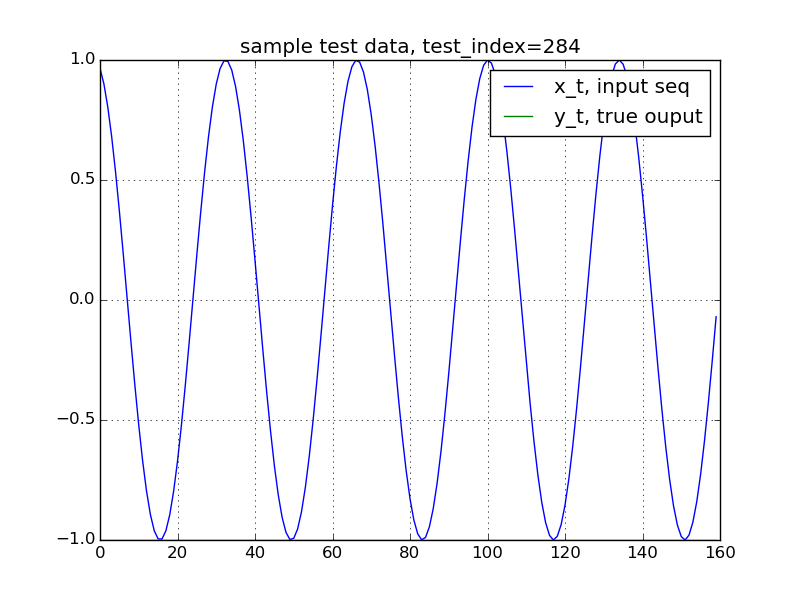 sample test data, test_index=284
1.0
x_t, input seq
y_t, true ouput
0.5
0.0
−0.5
−1.0
0 20 40 60 80 100 120 140 160